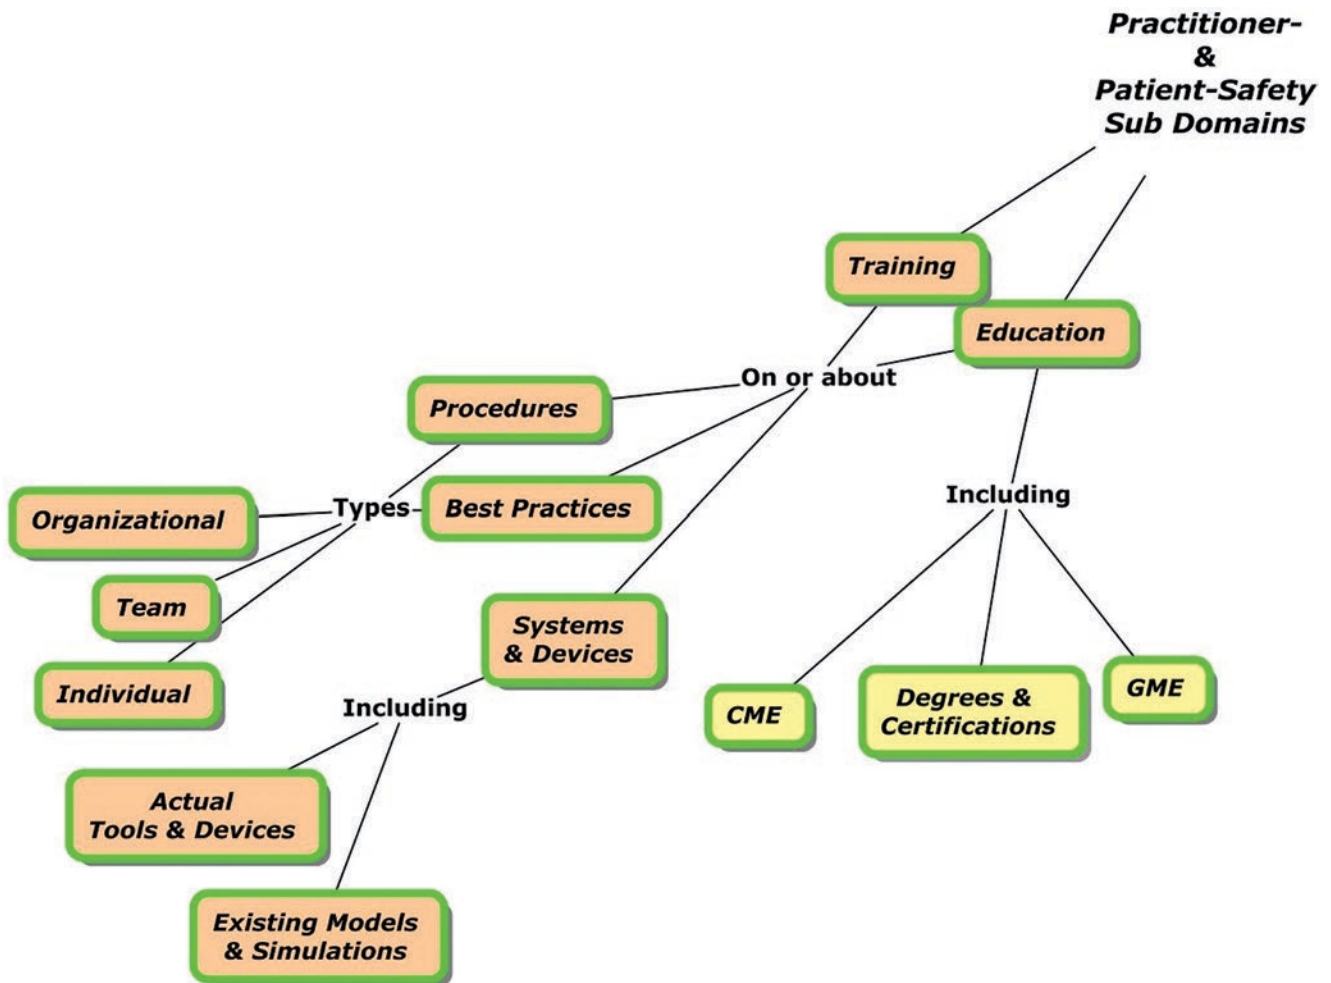 Practitioner-
&
Patient-Safety
Sub Domains
Training
Education
On or about
Procedures
Best Practices
Types
Organizational
Team
Individual
Systems
& Devices
Including
Actual
Tools & Devices
Existing Models
& Simulations
Including
CME
Degrees &
Certifications
GME